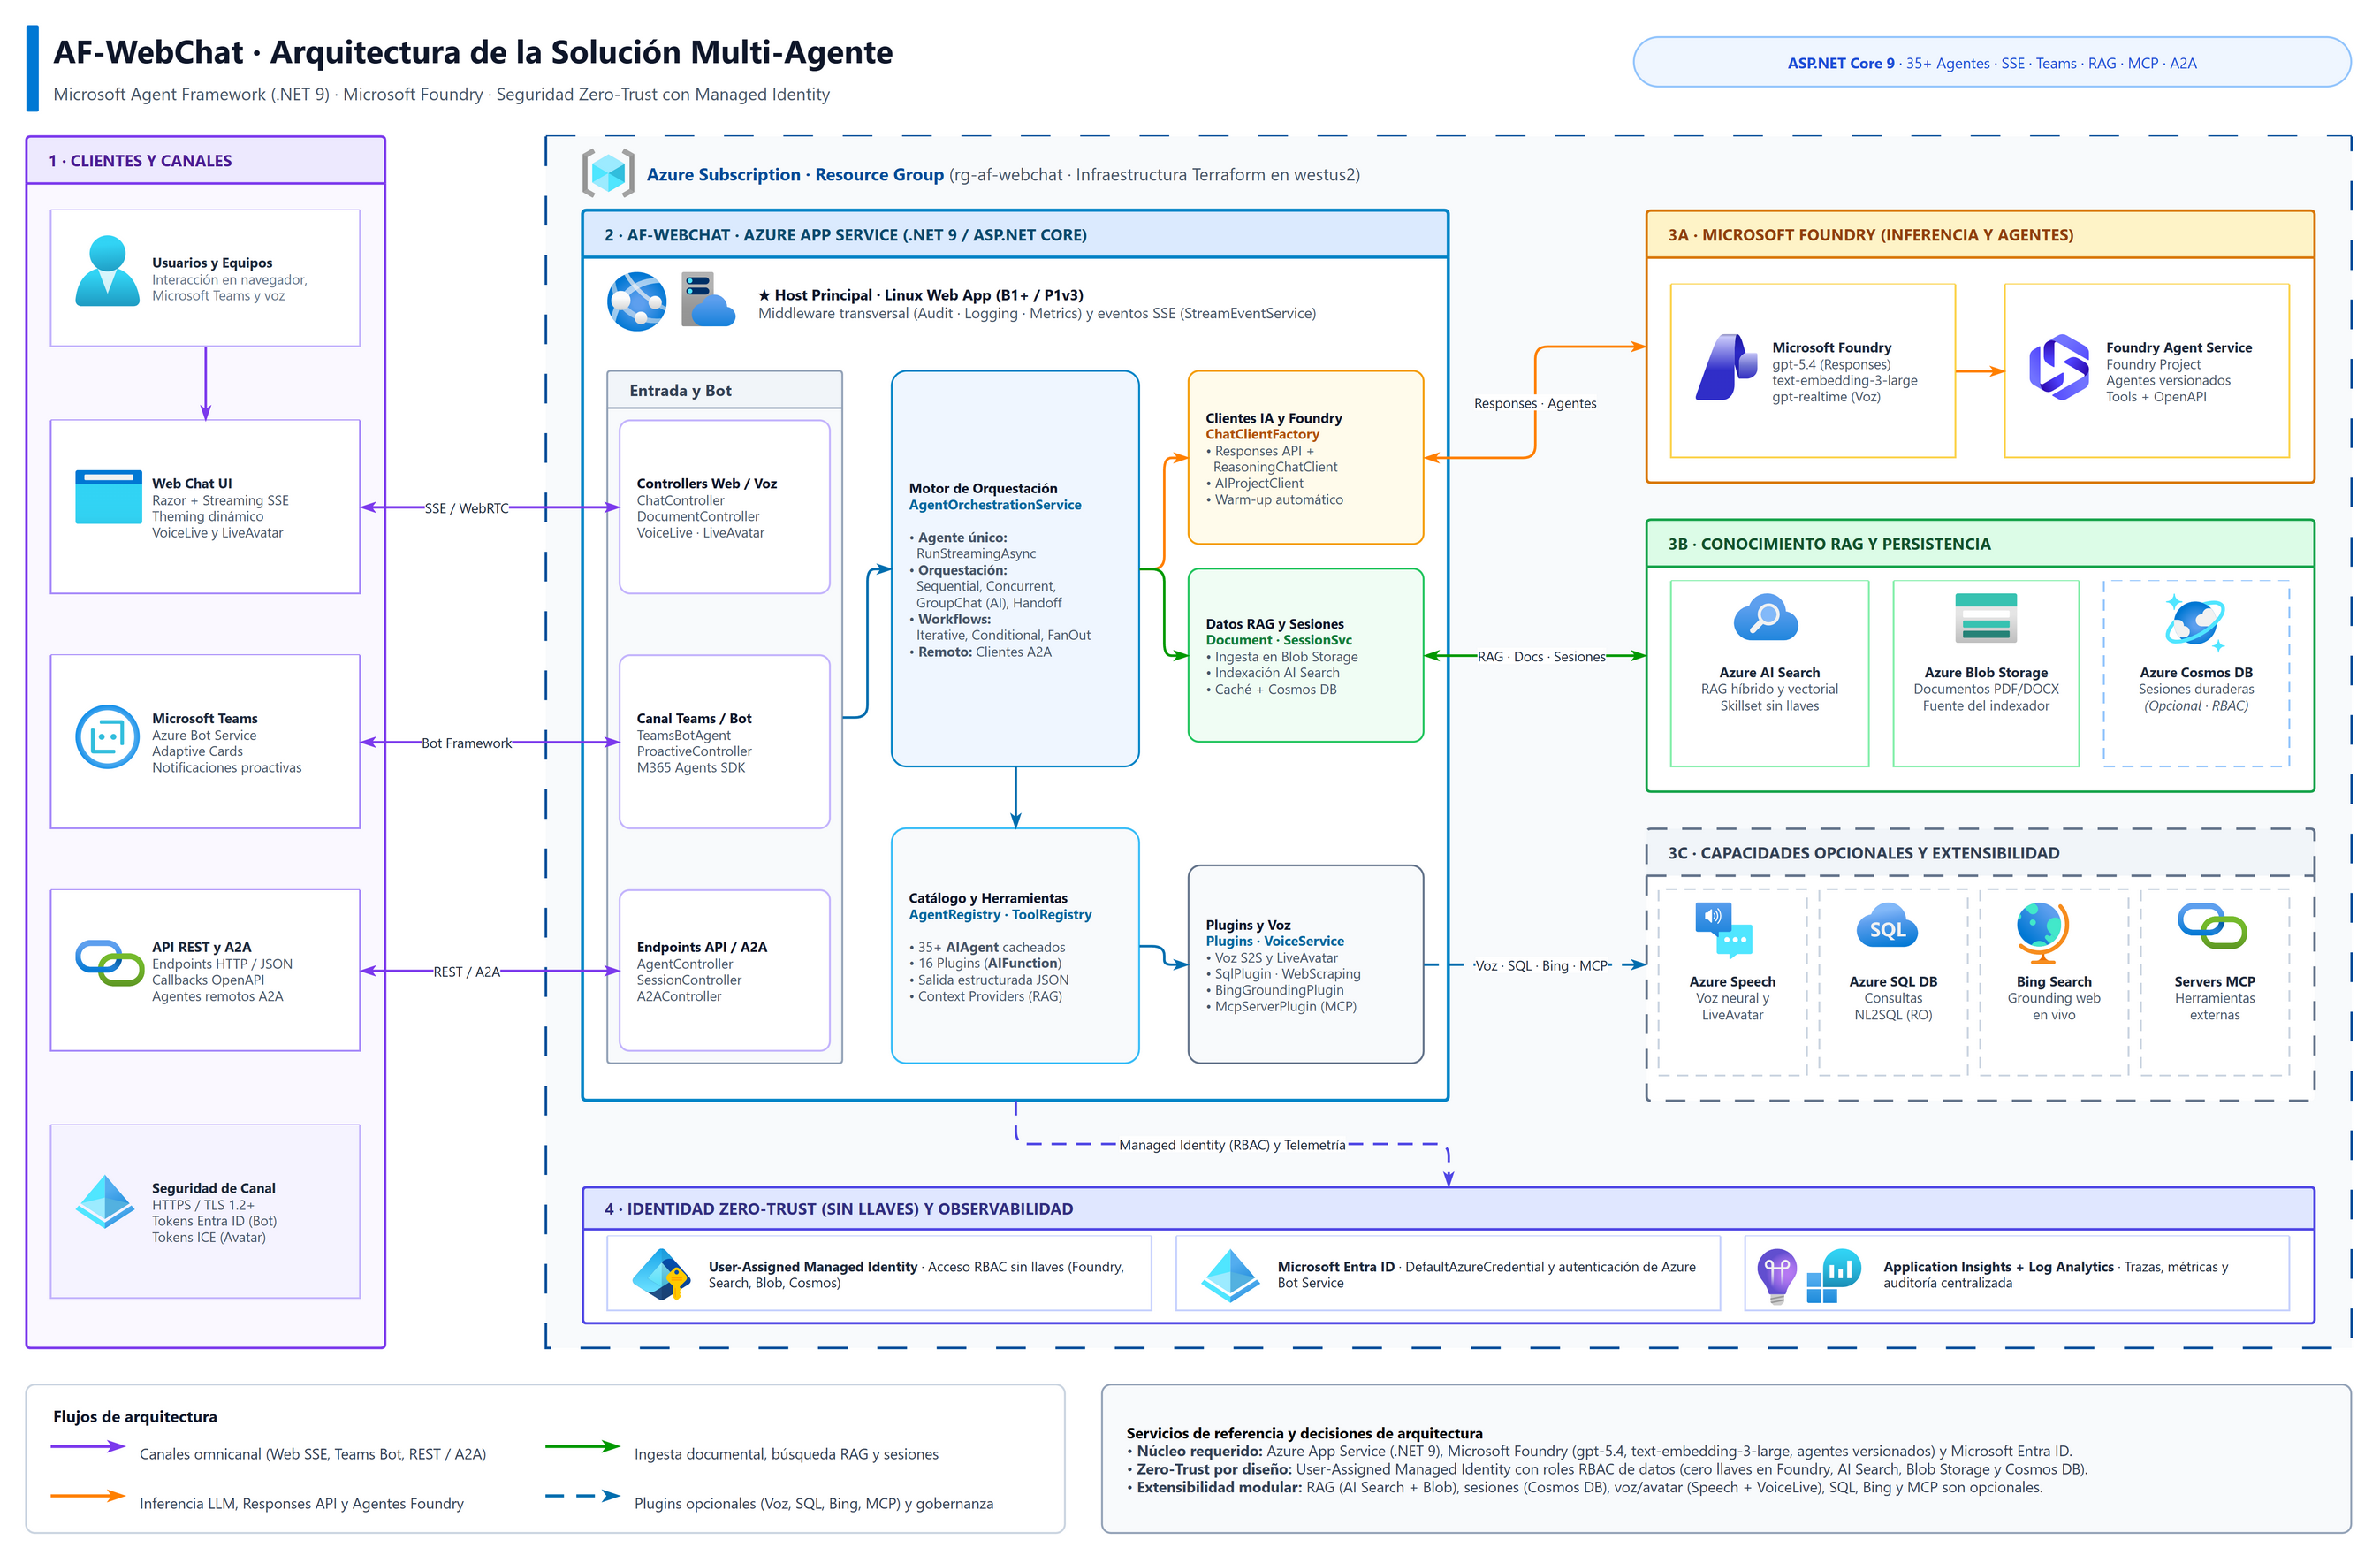 AF-WebChat · Arquitectura de la Solución Multi-Agente
Microsoft Agent Framework (.NET 9) · Microsoft Foundry · Seguridad Zero-Trust con Managed Identity
ASP.NET Core 9 · 35+ Agentes · SSE · Teams · RAG · MCP · A2A
1 · CLIENTES Y CANALES
Usuarios y Equipos
Interacción en navegador,
Microsoft Teams y voz
Web Chat UI
Razor + Streaming SSE
Theming dinámico
VoiceLive y LiveAvatar
Microsoft Teams
Azure Bot Service
Adaptive Cards
Notificaciones proactivas
API REST y A2A
Endpoints HTTP / JSON
Callbacks OpenAPI
Agentes remotos A2A
Seguridad de Canal
HTTPS / TLS 1.2+
Tokens Entra ID (Bot)
Tokens ICE (Avatar)
SSE / WebRTC
Bot Framework
REST / A2A
Azure Subscription · Resource Group (rg-af-webchat · Infraestructura Terraform en westus2)
2 · AF-WEBCHAT · AZURE APP SERVICE (.NET 9 / ASP.NET CORE)
★ Host Principal · Linux Web App (B1+ / P1v3)
Middleware transversal (Audit · Logging · Metrics) y eventos SSE (StreamEventService)
Entrada y Bot
Controllers Web / Voz
ChatController
DocumentController
VoiceLive · LiveAvatar
Canal Teams / Bot
TeamsBotAgent
ProactiveController
M365 Agents SDK
Endpoints API / A2A
AgentController
SessionController
A2AController
Motor de Orquestación
AgentOrchestrationService
• Agente único:
RunStreamingAsync
• Orquestación:
Sequential, Concurrent,
GroupChat (AI), Handoff
• Workflows:
Iterative, Conditional, FanOut
• Remoto: Clientes A2A
Catálogo y Herramientas
AgentRegistry · ToolRegistry
• 35+ AIAgent cacheados
• 16 Plugins (AIFunction)
• Salida estructurada JSON
• Context Providers (RAG)
Clientes IA y Foundry
ChatClientFactory
• Responses API +
ReasoningChatClient
• AIProjectClient
• Warm-up automático
Datos RAG y Sesiones
Document · SessionSvc
• Ingesta en Blob Storage
• Indexación AI Search
• Caché + Cosmos DB
Plugins y Voz
Plugins · VoiceService
• Voz S2S y LiveAvatar
• SqlPlugin · WebScraping
• BingGroundingPlugin
• McpServerPlugin (MCP)
Responses · Agentes
RAG · Docs · Sesiones
Voz · SQL · Bing · MCP
3A · MICROSOFT FOUNDRY (INFERENCIA Y AGENTES)
Microsoft Foundry
gpt-5.4 (Responses)
text-embedding-3-large
gpt-realtime (Voz)
Foundry Agent Service
Foundry Project
Agentes versionados
Tools + OpenAPI
3B · CONOCIMIENTO RAG Y PERSISTENCIA
Azure AI Search
RAG híbrido y vectorial
Skillset sin llaves
Azure Blob Storage
Documentos PDF/DOCX
Fuente del indexador
Azure Cosmos DB
Sesiones duraderas
(Opcional · RBAC)
3C · CAPACIDADES OPCIONALES Y EXTENSIBILIDAD
Azure Speech
Voz neural y
LiveAvatar
SQL
Azure SQL DB
Consultas
NL2SQL (RO)
Bing Search
Grounding web
en vivo
Servers MCP
Herramientas
externas
Managed Identity (RBAC) y Telemetría
4 · IDENTIDAD ZERO-TRUST (SIN LLAVES) Y OBSERVABILIDAD
User-Assigned Managed Identity · Acceso RBAC sin llaves (Foundry,
Search, Blob, Cosmos)
Microsoft Entra ID · DefaultAzureCredential y autenticación de Azure
Bot Service
Application Insights + Log Analytics · Trazas, métricas y
auditoría centralizada
Flujos de arquitectura
Canales omnicanal (Web SSE, Teams Bot, REST / A2A)
Ingesta documental, búsqueda RAG y sesiones
Inferencia LLM, Responses API y Agentes Foundry
Plugins opcionales (Voz, SQL, Bing, MCP) y gobernanza
Servicios de referencia y decisiones de arquitectura
• Núcleo requerido: Azure App Service (.NET 9), Microsoft Foundry (gpt-5.4, text-embedding-3-large, agentes versionados) y Microsoft Entra ID.
• Zero-Trust por diseño: User-Assigned Managed Identity con roles RBAC de datos (cero llaves en Foundry, AI Search, Blob Storage y Cosmos DB).
• Extensibilidad modular: RAG (AI Search + Blob), sesiones (Cosmos DB), voz/avatar (Speech + VoiceLive), SQL, Bing y MCP son opcionales.